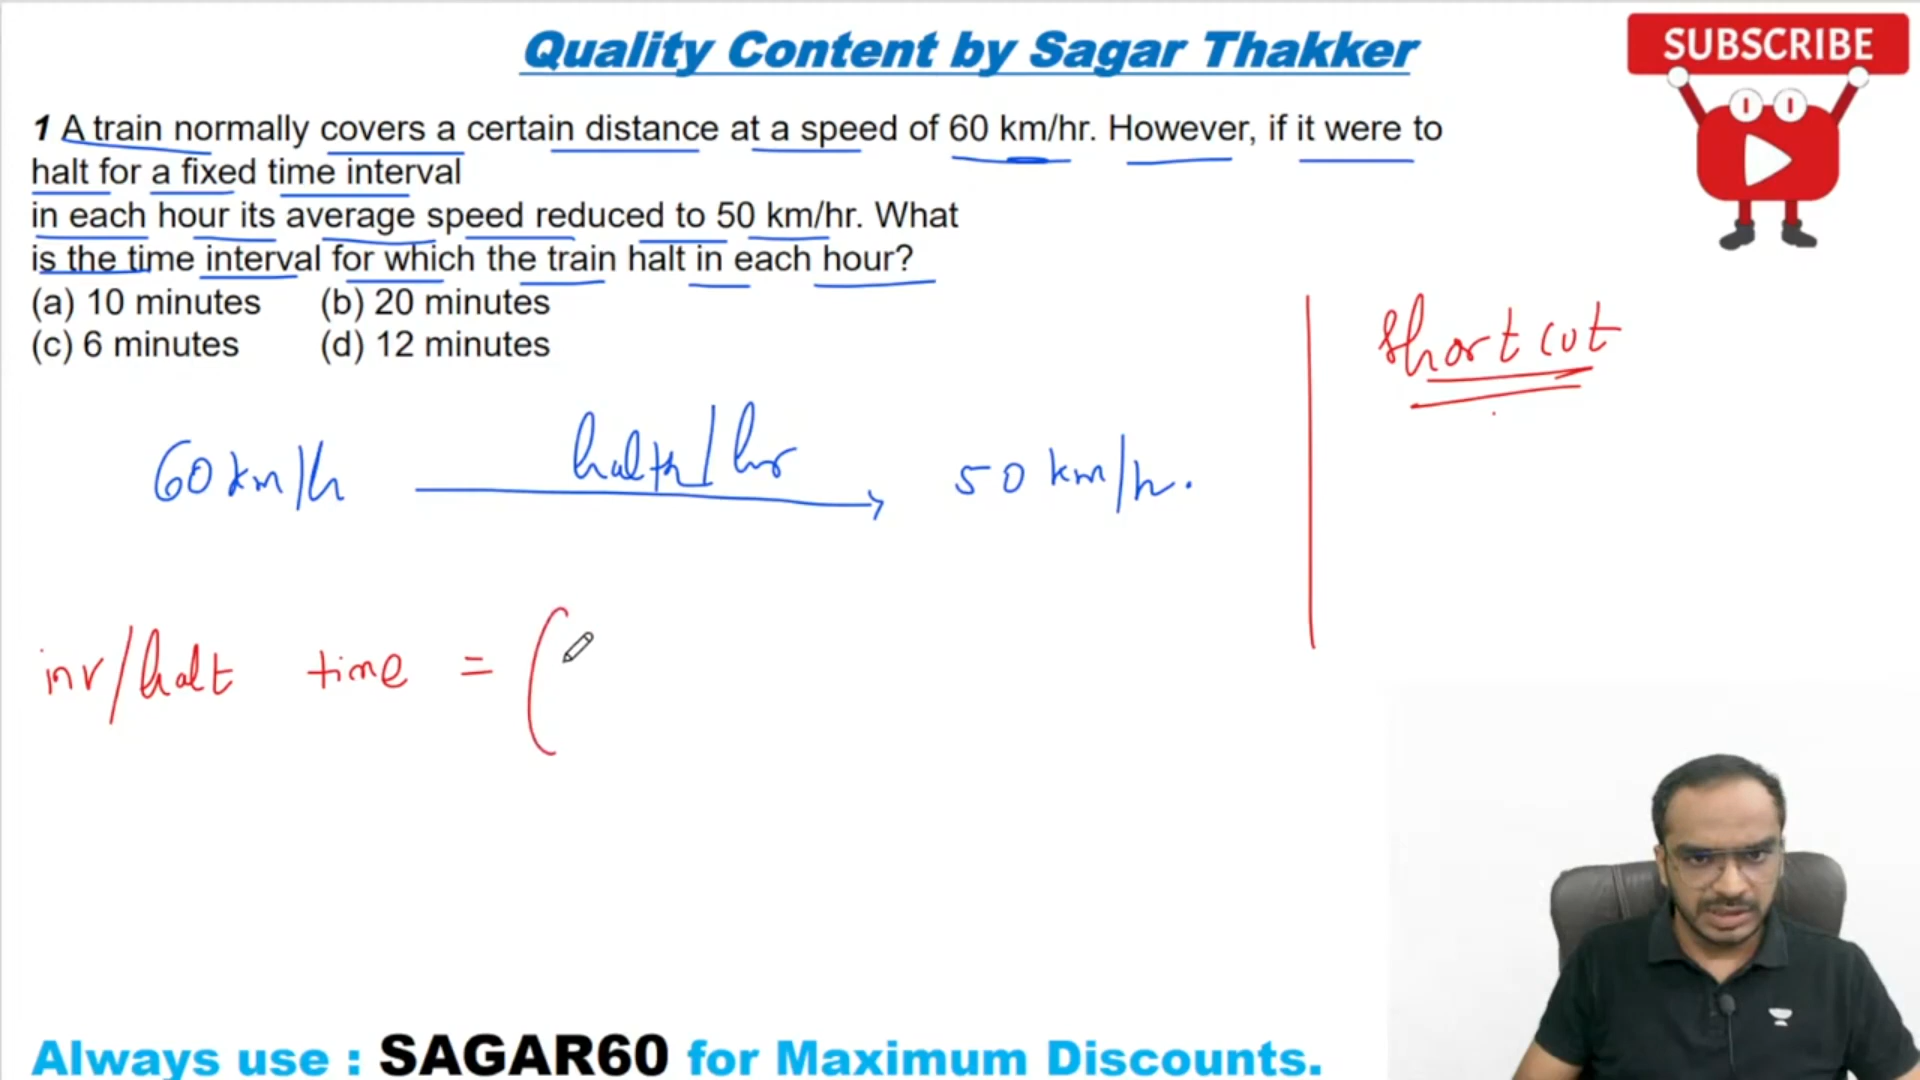 Quality Content by Sagar Thakker
SUBSCRIBE
1 A train normally covers a certain distance at a speed of 60 km/hr. However, if it were to
halt for a fixed time interval
in each hour its average speed reduced to 50 km/hr. What
is the time interval for which the train halt in each hour?
(a) 10 minutes (b) 20 minutes
(c) 6 minutes (d) 12 minutes
Short cut
60 km/h halt/hr 50 km/h.
inr/halt time = (
Always use : SAGAR60 for Maximum Discounts.